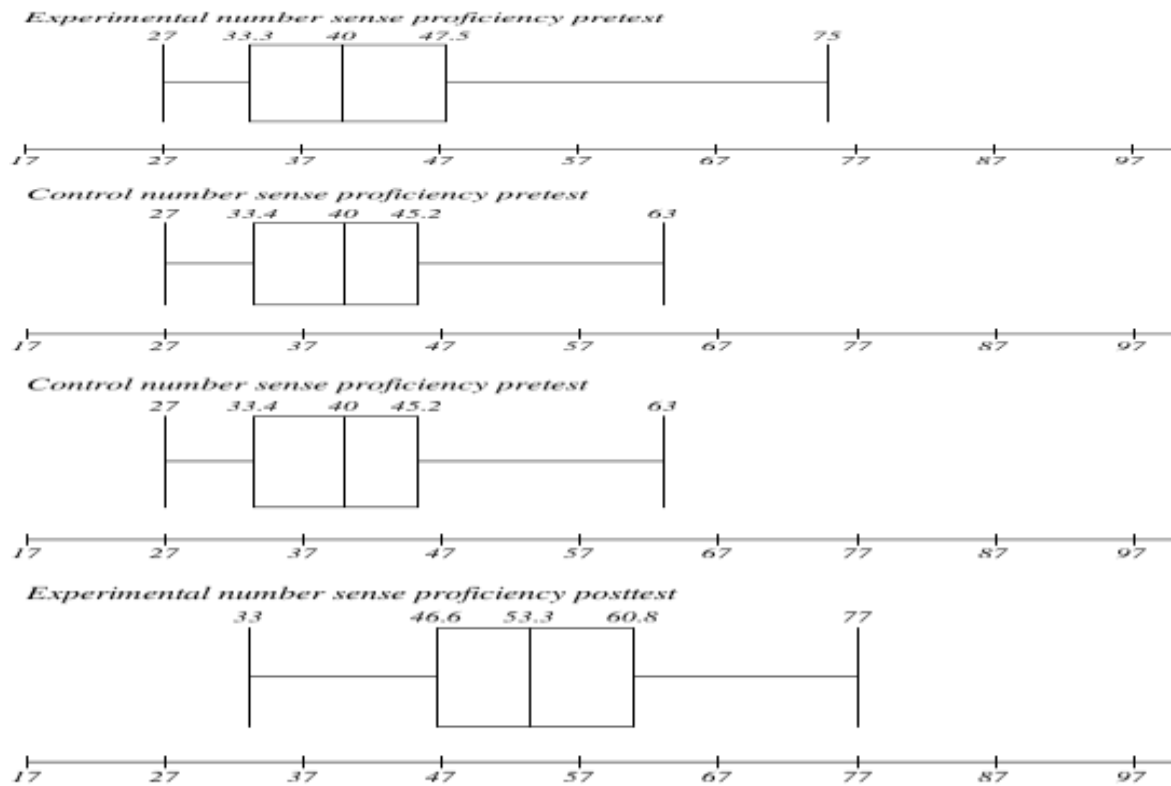 Experimental number sense proficiency pretest
27 33.3 40 47.5 75
17 27 37 47 57 67 77 87 97
Control number sense proficiency pretest
27 33.4 40 45.2 63
17 27 37 47 57 67 77 87 97
Control number sense proficiency pretest
27 33.4 40 45.2 63
17 27 37 47 57 67 77 87 97
Experimental number sense proficiency posttest
33 46.6 53.3 60.8 77
17 27 37 47 57 67 77 87 97